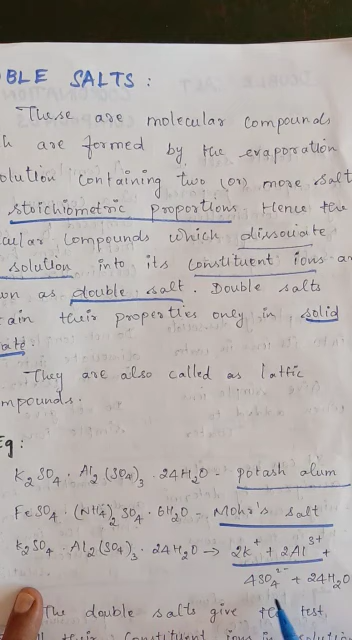 BLE SALTS :
These are molecular compounds
h are formed by the evaporation
olution containing two (or) more salt
stoichiometric proportions. Hence the
cular compounds which dissociate
solution into its constituent ions a
on as double salt. Double salts
ain their properties only in solid
ate.
They are also called as lattic
mpounds.
Eg:
K₂SO₄ · Al₂(SO₄)₃ · 24H₂O - potash alum
FeSO₄ · (NH₄)₂SO₄ · 6H₂O - Mohr's salt
K₂SO₄ · Al₂(SO₄)₃ · 24H₂O → 2K⁺ + 2Al³⁺ +
4SO₄²⁻ + 24H₂O
The double salts give the test,
their constituent ions in solutio